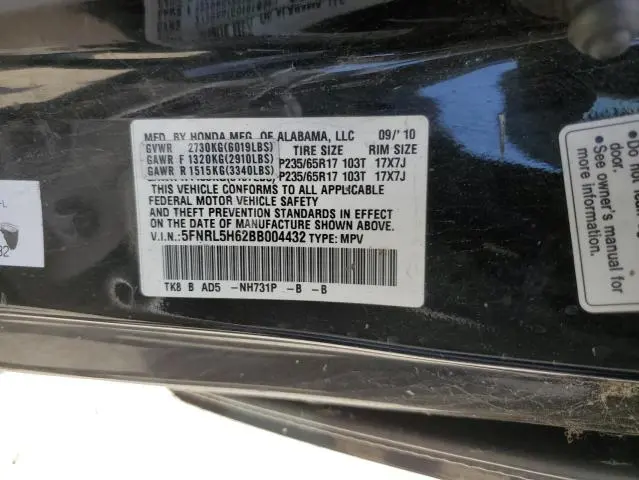 MFD. BY HONDA MFG. OF ALABAMA, LLC 09/'10
GVWR 2730KG(6019LBS) TIRE SIZE RIM SIZE
GAWR F 1320KG(2910LBS) P235/65R17 103T 17X7J
GAWR R 1515KG(3340LBS) P235/65R17 103T 17X7J
THIS VEHICLE CONFORMS TO ALL APPLICABLE
FEDERAL MOTOR VEHICLE SAFETY
AND THEFT PREVENTION STANDARDS IN EFFECT ON
THE DATE OF MANUFACTURE SHOWN ABOVE.
V.I.N.: 5FNRL5H62BB004432 TYPE: MPV
TK8 B AD5 -NH731P -B -B
• Do not
door.
• See owner's
manual for
more